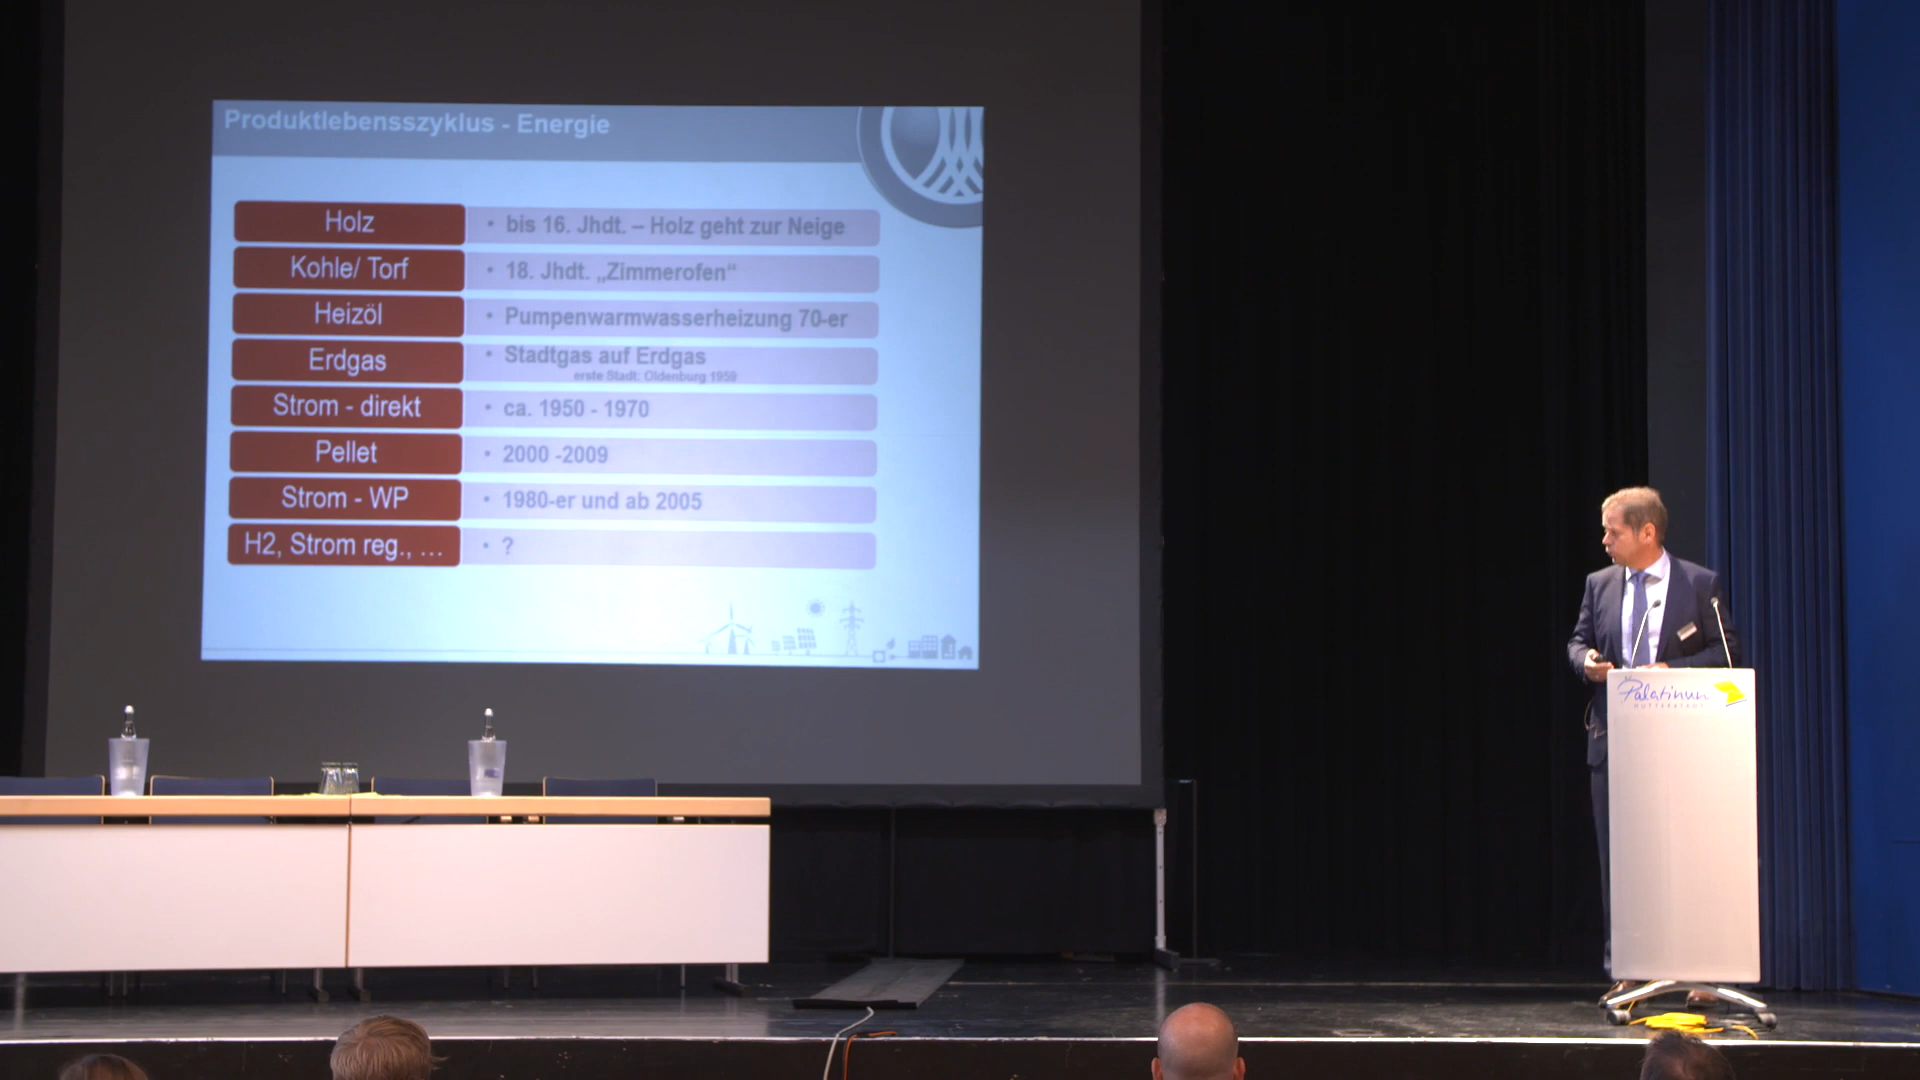 Produktlebensszyklus - Energie
Holz
• bis 16. Jhdt. – Holz geht zur Neige
Kohle/ Torf
• 18. Jhdt. „Zimmerofen“
Heizöl
• Pumpenwarmwasserheizung 70-er
Erdgas
• Stadtgas auf Erdgas
erste Stadt: Oldenburg 1959
Strom - direkt
• ca. 1950 - 1970
Pellet
• 2000 -2009
Strom - WP
• 1980-er und ab 2005
H2, Strom reg., …
• ?
Palatinum
MUTTERSTADT